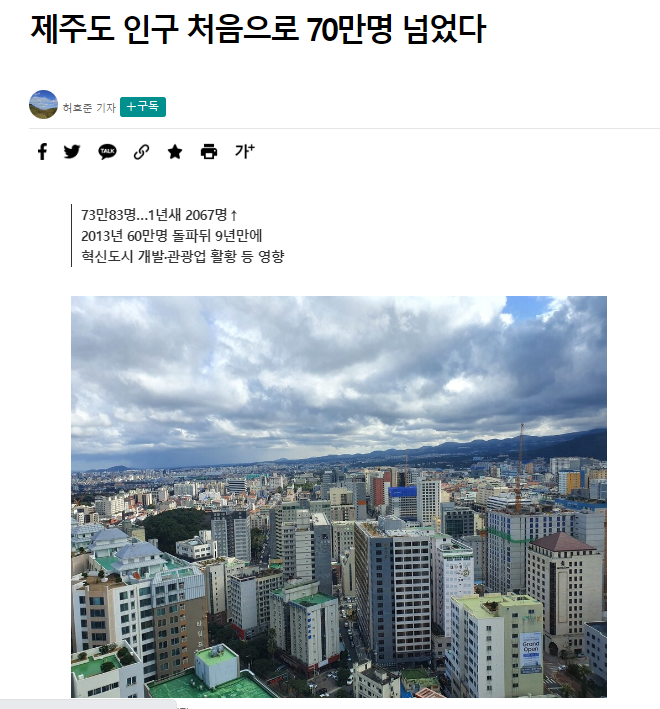 제주도 인구 처음으로 70만명 넘었다
허호준 기자 +구독
TALK 가+
73만83명…1년새 2067명↑
2013년 60만명 돌파뒤 9년만에
혁신도시 개발·관광업 활황 등 영향
Grand
Open